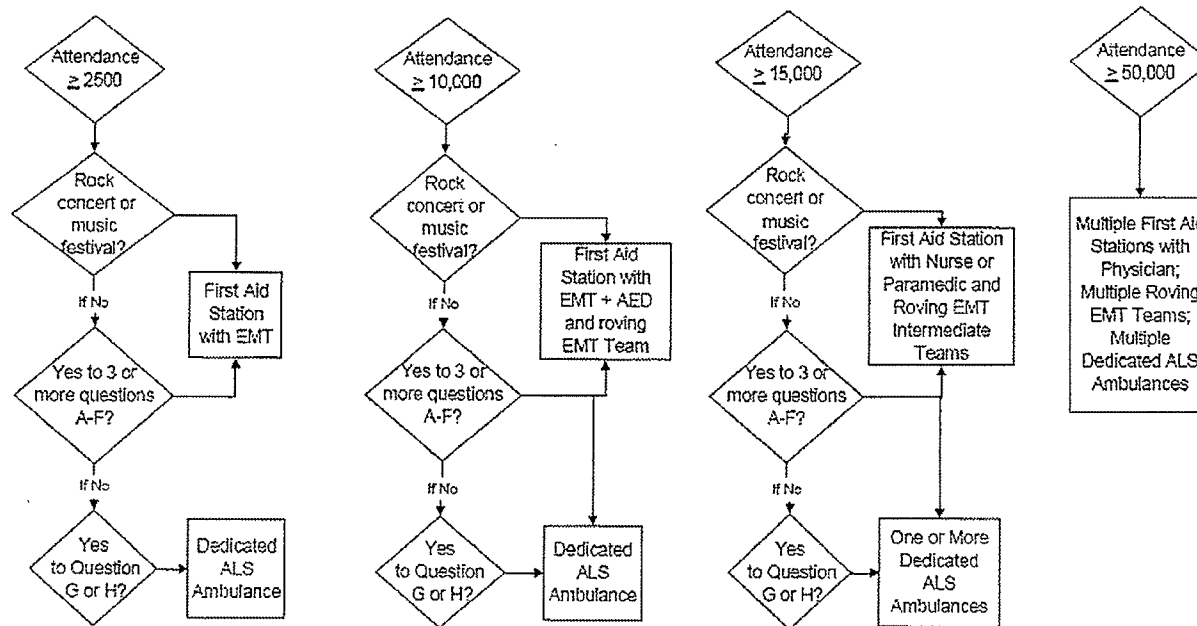 Attendance
≥ 2500
Rock
concert or
music
festival?
First Aid
Station
with EMT
If No
Yes to 3 or
more questions
A-F?
If No
Yes
to Question
G or H?
Dedicated
ALS
Ambulance
Attendance
≥ 10,000
Rock
concert or
music
festival?
First Aid
Station with
EMT + AED
and roving
EMT Team
If No
Yes to 3 or
more questions
A-F?
If No
Yes
to Question
G or H?
Dedicated
ALS
Ambulance
Attendance
≥ 15,000
Rock
concert or
music
festival?
First Aid Station
with Nurse or
Paramedic and
Roving EMT
Intermediate
Teams
If No
Yes to 3 or
more questions
A-F?
If No
Yes
to Question
G or H?
One or More
Dedicated
ALS
Ambulances
Attendance
≥ 50,000
Multiple First Aid
Stations with
Physician;
Multiple Roving
EMT Teams;
Multiple
Dedicated ALS
Ambulances